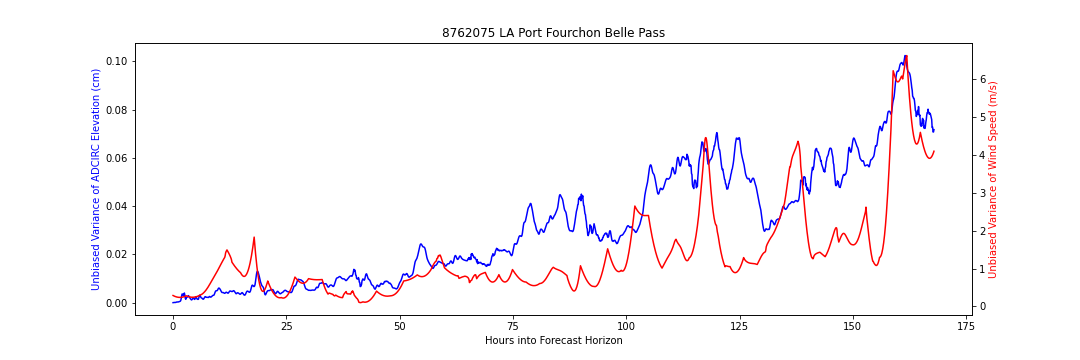 8762075 LA Port Fourchon Belle Pass
Unbiased Variance of ADCIRC Elevation (cm)
0.10
0.08
0.06
0.04
0.02
0.00
6
5
4
3
2
1
0
Unbiased Variance of Wind Speed (m/s)
0 25 50 75 100 125 150 175
Hours into Forecast Horizon